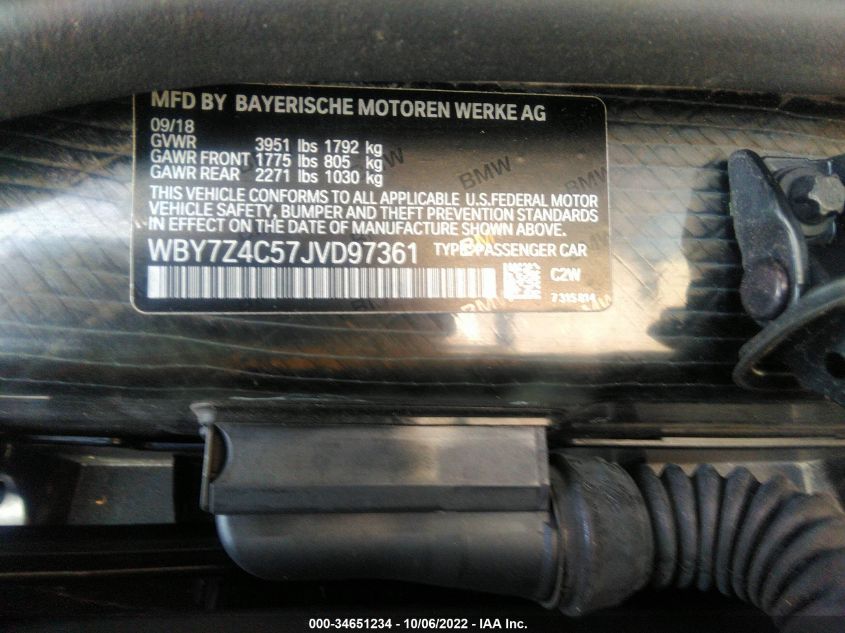 MFD BY BAYERISCHE MOTOREN WERKE AG
09/18
GVWR 3951 lbs 1792 kg
GAWR FRONT 1775 lbs 805 kg
GAWR REAR 2271 lbs 1030 kg
THIS VEHICLE CONFORMS TO ALL APPLICABLE U.S.FEDERAL MOTOR
VEHICLE SAFETY, BUMPER AND THEFT PREVENTION STANDARDS
IN EFFECT ON THE DATE OF MANUFACTURE SHOWN ABOVE.
WBY7Z4C57JVD97361 TYPE:PASSENGER CAR
C2W
BMW
BMW
000-34651234 - 10/06/2022 - IAA Inc.